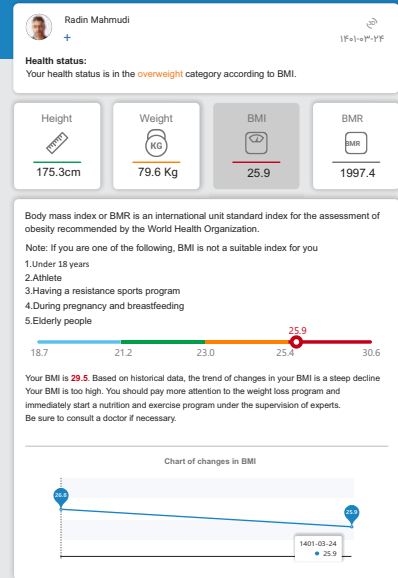 Radin Mahmudi
+
۱۴۰۱-۰۳-۲۴
Health status:
Your health status is in the overweight category according to BMI.
Height
Weight
BMI
BMR
KG
BMR
175.3cm
79.6 Kg
25.9
1997.4
Body mass index or BMR is an international unit standard index for the assessment of
obesity recommended by the World Health Organization.
Note: If you are one of the following, BMI is not a suitable index for you
1.Under 18 years
2.Athlete
3.Having a resistance sports program
4.During pregnancy and breastfeeding
5.Elderly people
25.9
18.7
21.2
23.0
25.4
30.6
Your BMI is 29.5. Based on historical data, the trend of changes in your BMI is a steep decline
Your BMI is too high. You should pay more attention to the weight loss program and
immediately start a nutrition and exercise program under the supervision of experts.
Be sure to consult a doctor if necessary.
Chart of changes in BMI
26.8
25.9
1401-03-24
25.9